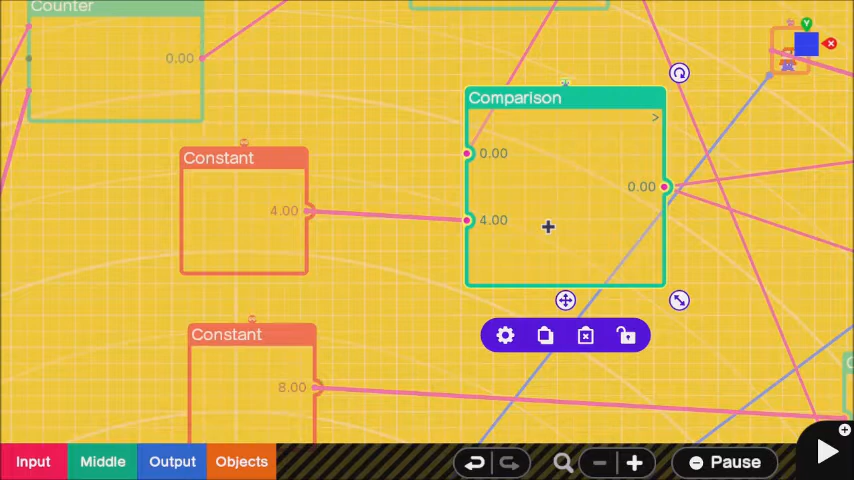 Counter
0.00
Comparison
>
Constant
0.00
0.00
4.00
4.00
Constant
8.00
Input Middle Output Objects Pause